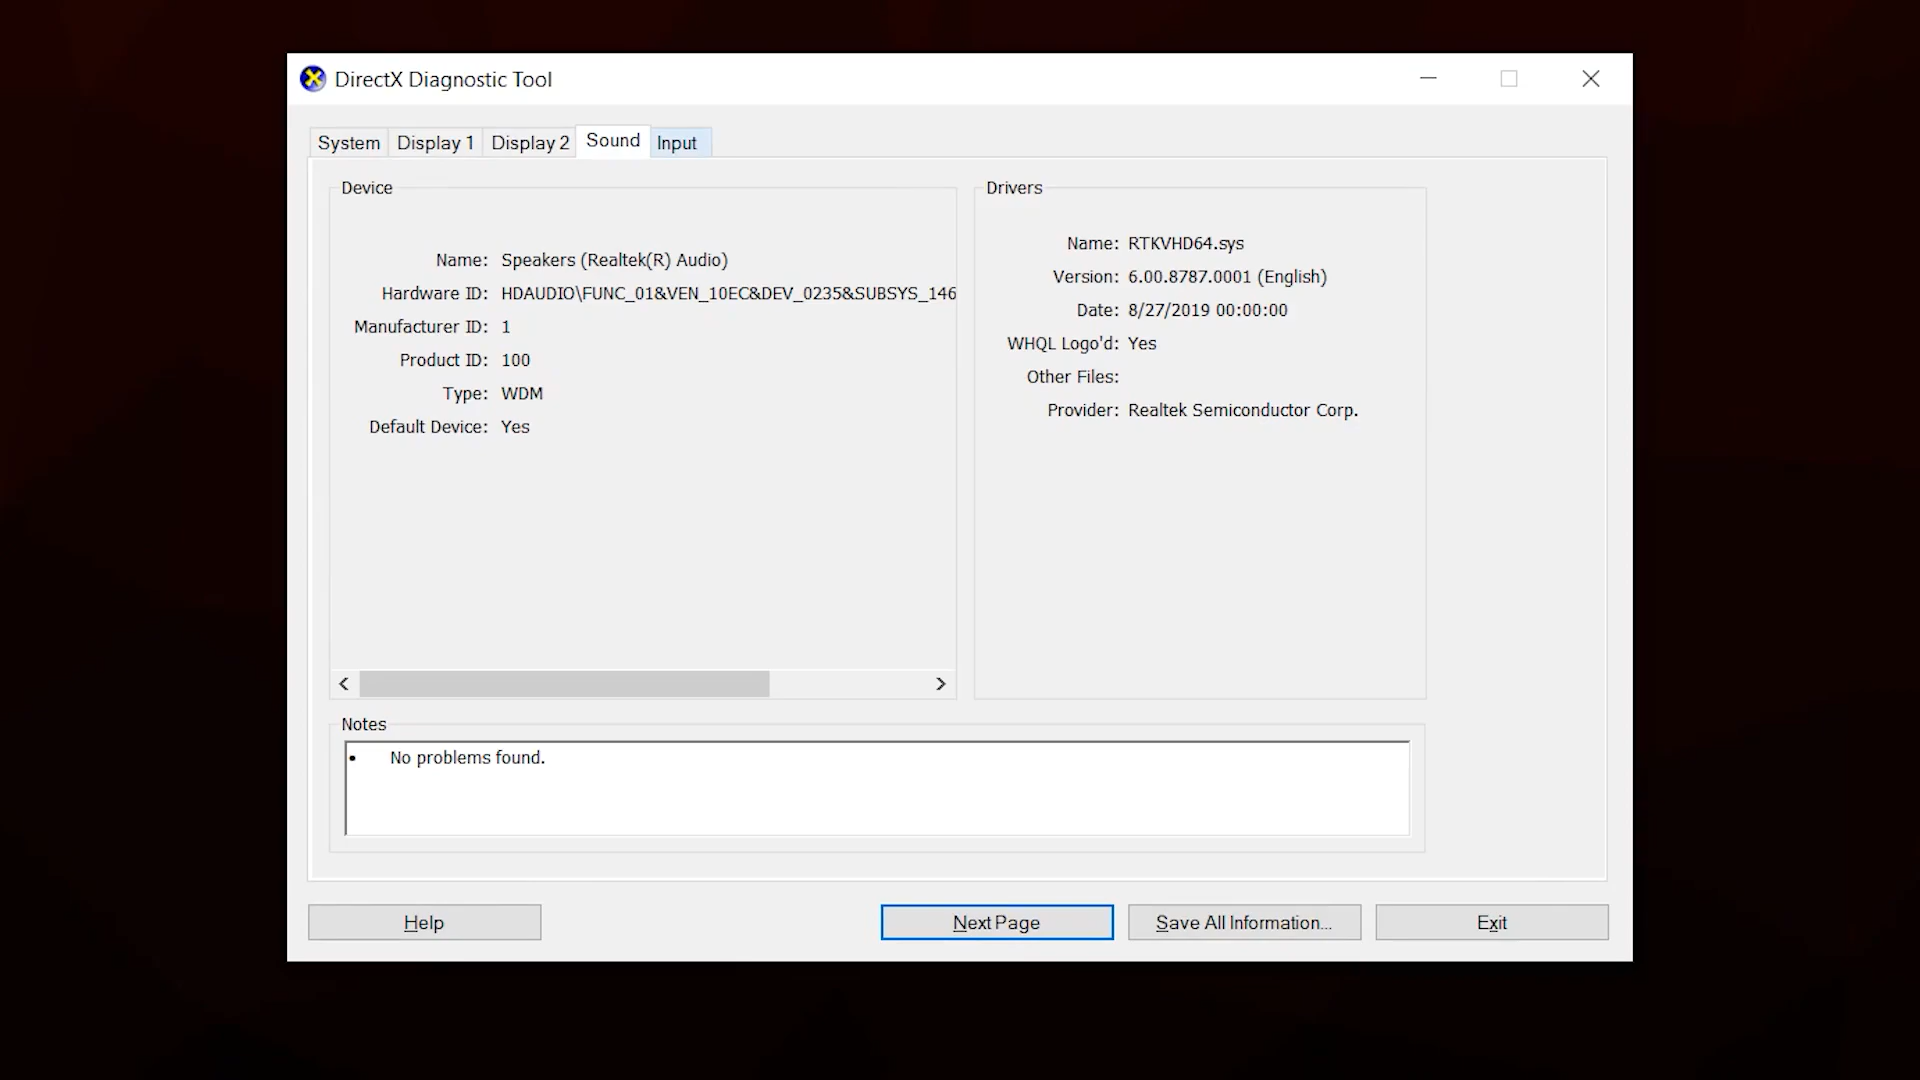 DirectX Diagnostic Tool
System Display 1 Display 2 Sound Input
Device
Name: Speakers (Realtek(R) Audio)
Hardware ID: HDAUDIO\FUNC_01&VEN_10EC&DEV_0235&SUBSYS_146
Manufacturer ID: 1
Product ID: 100
Type: WDM
Default Device: Yes
Drivers
Name: RTKVHD64.sys
Version: 6.00.8787.0001 (English)
Date: 8/27/2019 00:00:00
WHQL Logo'd: Yes
Other Files:
Provider: Realtek Semiconductor Corp.
Notes
• No problems found.
Help Next Page Save All Information... Exit